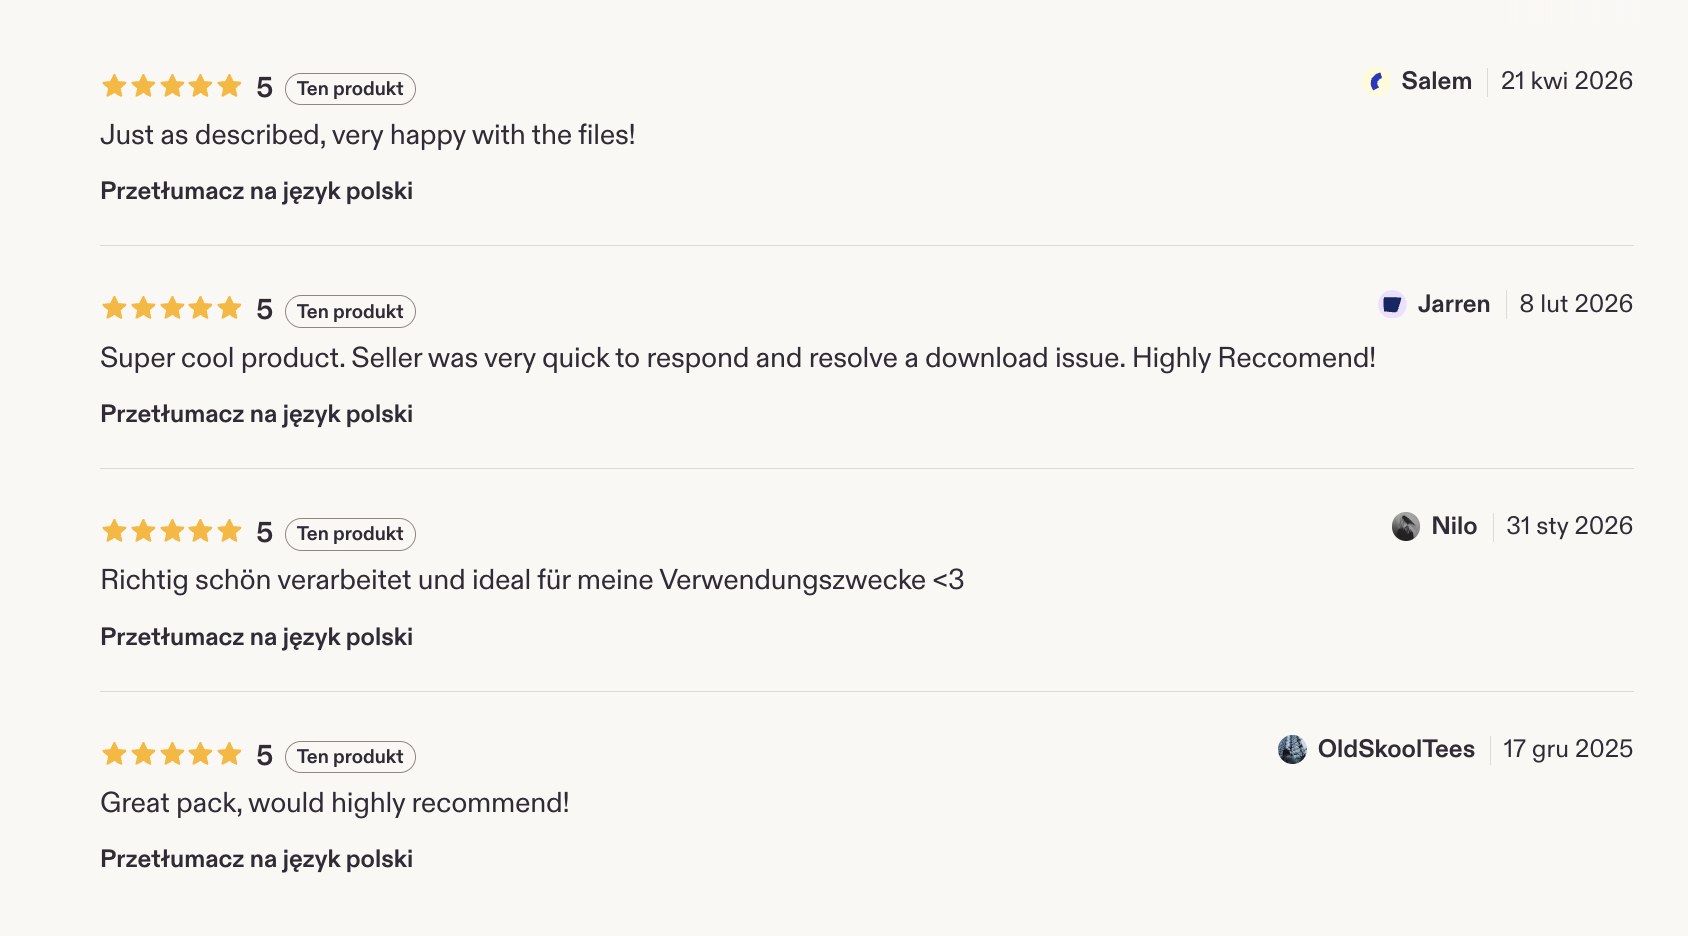 5 Ten produkt Salem 21 kwi 2026
Just as described, very happy with the files!
Przetłumacz na język polski
5 Ten produkt Jarren 8 lut 2026
Super cool product. Seller was very quick to respond and resolve a download issue. Highly Reccomend!
Przetłumacz na język polski
5 Ten produkt Nilo 31 sty 2026
Richtig schön verarbeitet und ideal für meine Verwendungszwecke <3
Przetłumacz na język polski
5 Ten produkt OldSkoolTees 17 gru 2025
Great pack, would highly recommend!
Przetłumacz na język polski